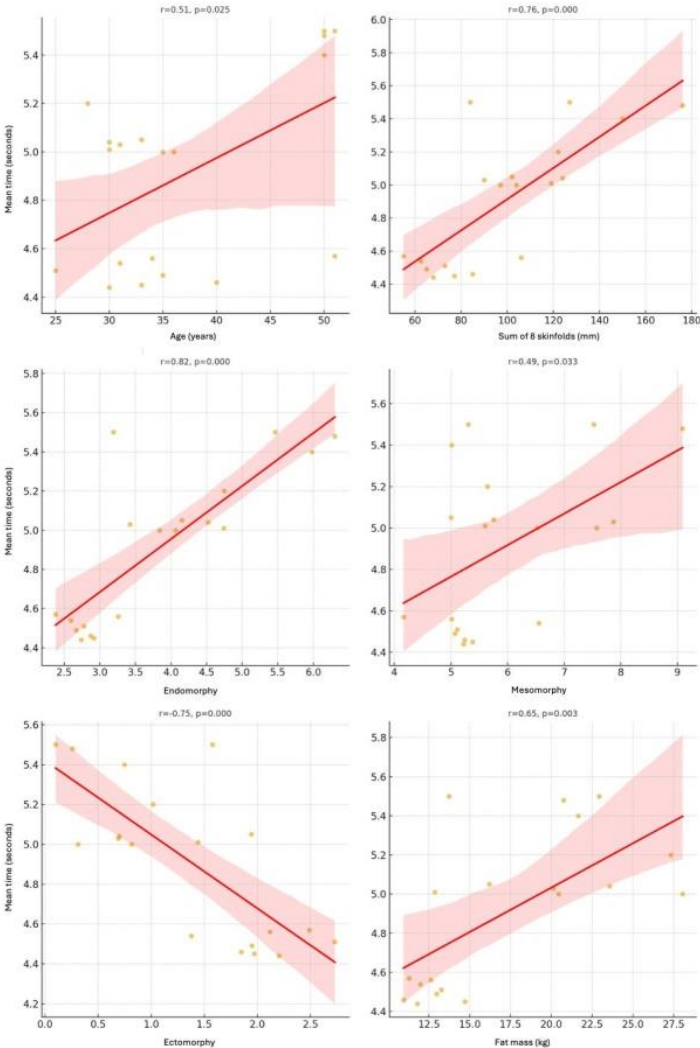 r=0.51, p=0.025
5.4
5.2
5.0
4.8
4.6
4.4
Mean time (seconds)
25 30 35 40 45 50
Age (years)
r=0.76, p=0.000
6.0
5.8
5.6
5.4
5.2
5.0
4.8
4.6
4.4
60 80 100 120 140 160 180
Sum of 8 skinfolds (mm)
r=0.82, p=0.000
5.8
5.6
5.4
5.2
5.0
4.8
4.6
4.4
Mean time (seconds)
2.5 3.0 3.5 4.0 4.5 5.0 5.5 6.0
Endomorphy
r=0.49, p=0.033
5.6
5.4
5.2
5.0
4.8
4.6
4.4
4 5 6 7 8 9
Mesomorphy
r=-0.75, p=0.000
5.6
5.4
5.2
5.0
4.8
4.6
4.4
4.2
Mean time (seconds)
0.0 0.5 1.0 1.5 2.0 2.5
Ectomorphy
r=0.65, p=0.003
5.8
5.6
5.4
5.2
5.0
4.8
4.6
4.4
12.5 15.0 17.5 20.0 22.5 25.0 27.5
Fat mass (kg)